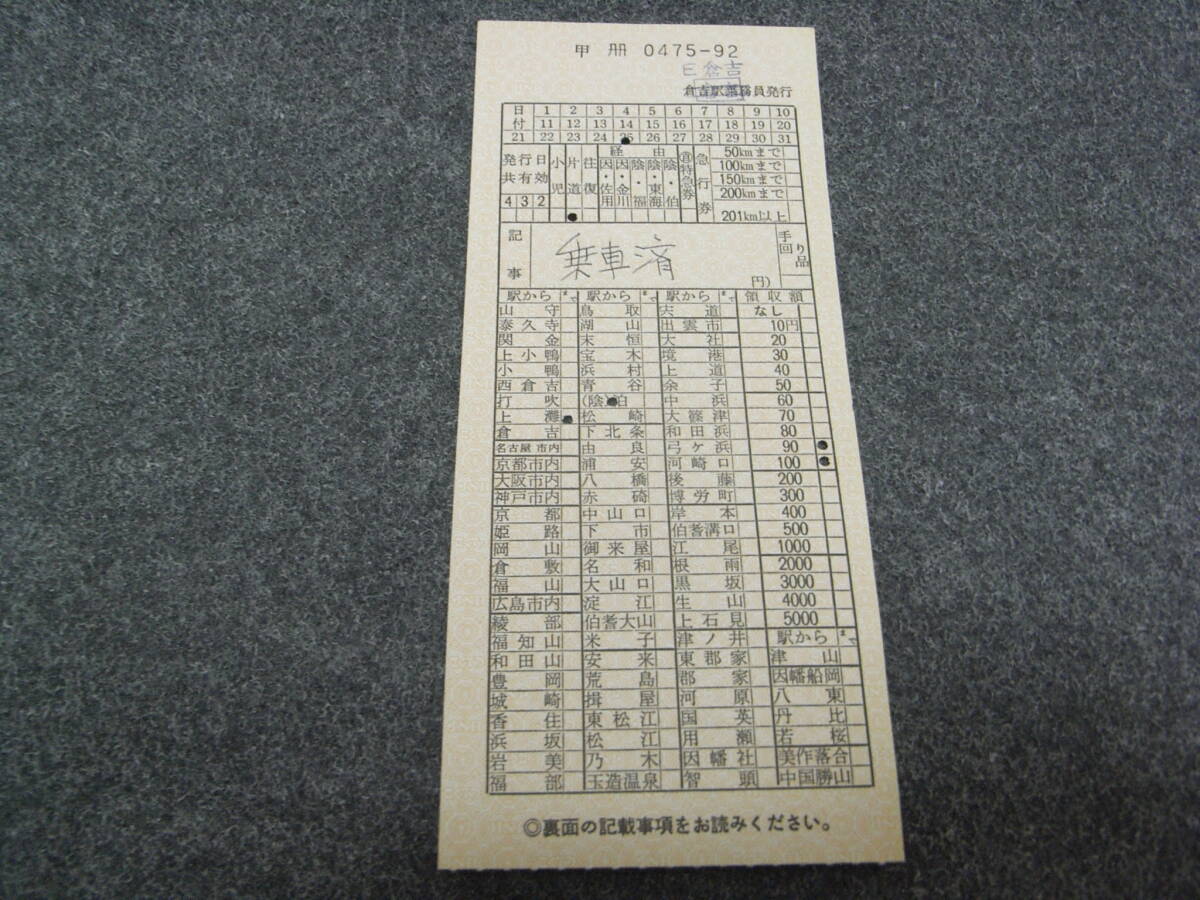 甲 冊 0475-92
E 倉吉
倉吉駅乗務員発行
日 1 2 3 4 5 6 7 8 9 10
付 11 12 13 14 15 16 17 18 19 20
21 22 23 24 25 26 27 28 29 30 31
発行日共有効 4 3 2 小児 片道 往復 経由 因・佐用 因・金川 陰・福 陰・東海 陰・伯 特急券 急行券
50kmまで
100kmまで
150kmまで
200kmまで
201km以上
記事 乗車済 円) 手回り品
駅から まで 駅から まで 駅から まで 領収額
山守 鳥取 宍道 なし
泰久寺 湖山 出雲市 10円
関金 末恒 大社 20
上小鴨 宝木 境港 30
小鴨 浜村 上道 40
西倉吉 青谷 余子 50
打吹 (陰)泊 中浜 60
上灘 松崎 大篠津 70
倉吉 下北条 和田浜 80
名古屋市内 由良 弓ヶ浜 90
京都市内 浦安 河崎口 100
大阪市内 八橋 後藤 200
神戸市内 赤碕 博労町 300
京都 中山口 岸本 400
姫路 下市 伯耆溝口 500
岡山 御来屋 江尾 1000
倉敷 名和 根雨 2000
福山 大山口 黒坂 3000
広島市内 淀江 生山 4000
綾部 伯耆大山 上石見 5000
福知山 米子 津ノ井 駅から まで
和田山 安来 東郡家 津山
豊岡 荒島 郡家 因幡船岡
城崎 揖屋 河原 八東
香住 東松江 国英 丹比
浜坂 松江 用瀬 若桜
岩美 乃木 因幡社 美作落合
福部 玉造温泉 智頭 中国勝山
◎裏面の記載事項をお読みください。